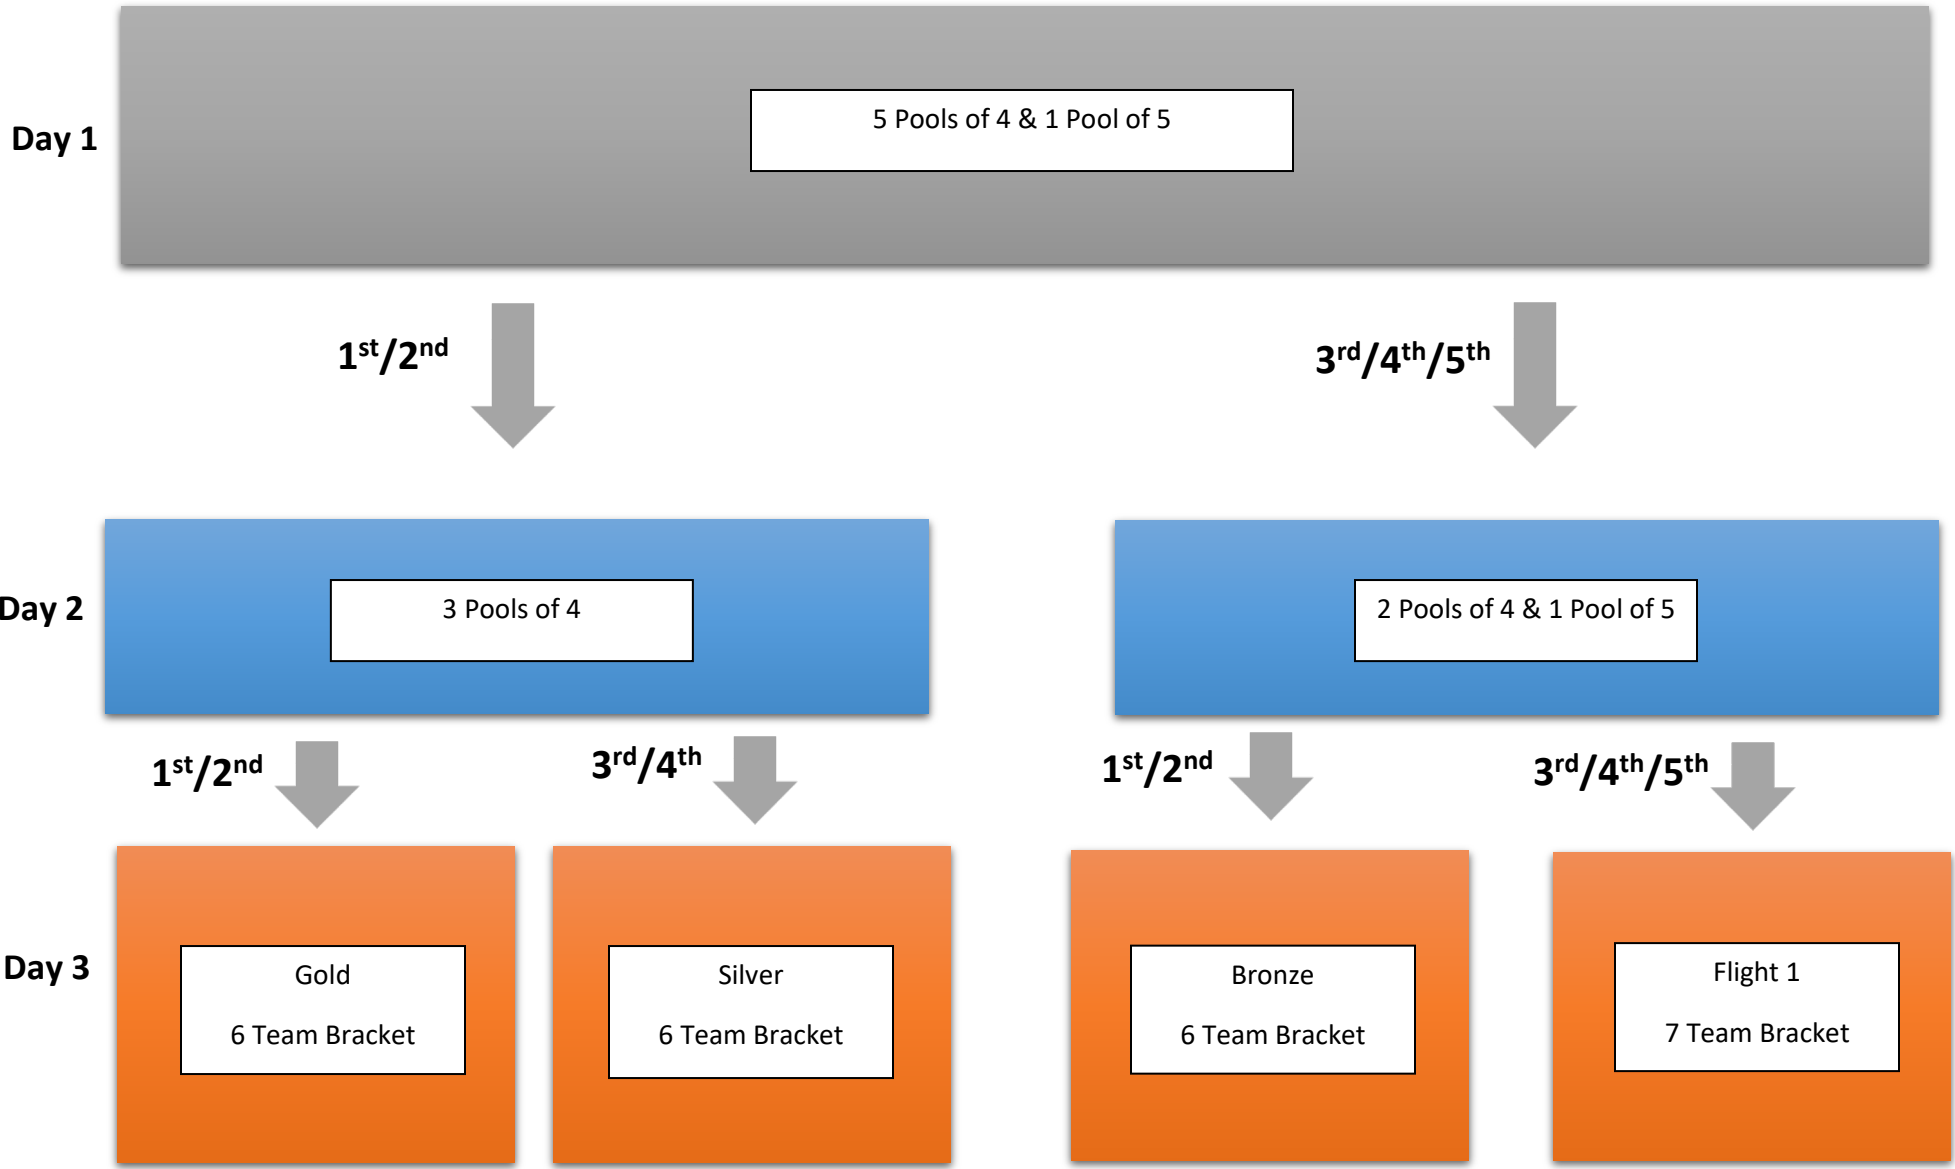 Day 1
5 Pools of 4 & 1 Pool of 5
1st/2nd
3rd/4th/5th
Day 2
3 Pools of 4
2 Pools of 4 & 1 Pool of 5
1st/2nd
3rd/4th
1st/2nd
3rd/4th/5th
Day 3
Gold
6 Team Bracket
Silver
6 Team Bracket
Bronze
6 Team Bracket
Flight 1
7 Team Bracket